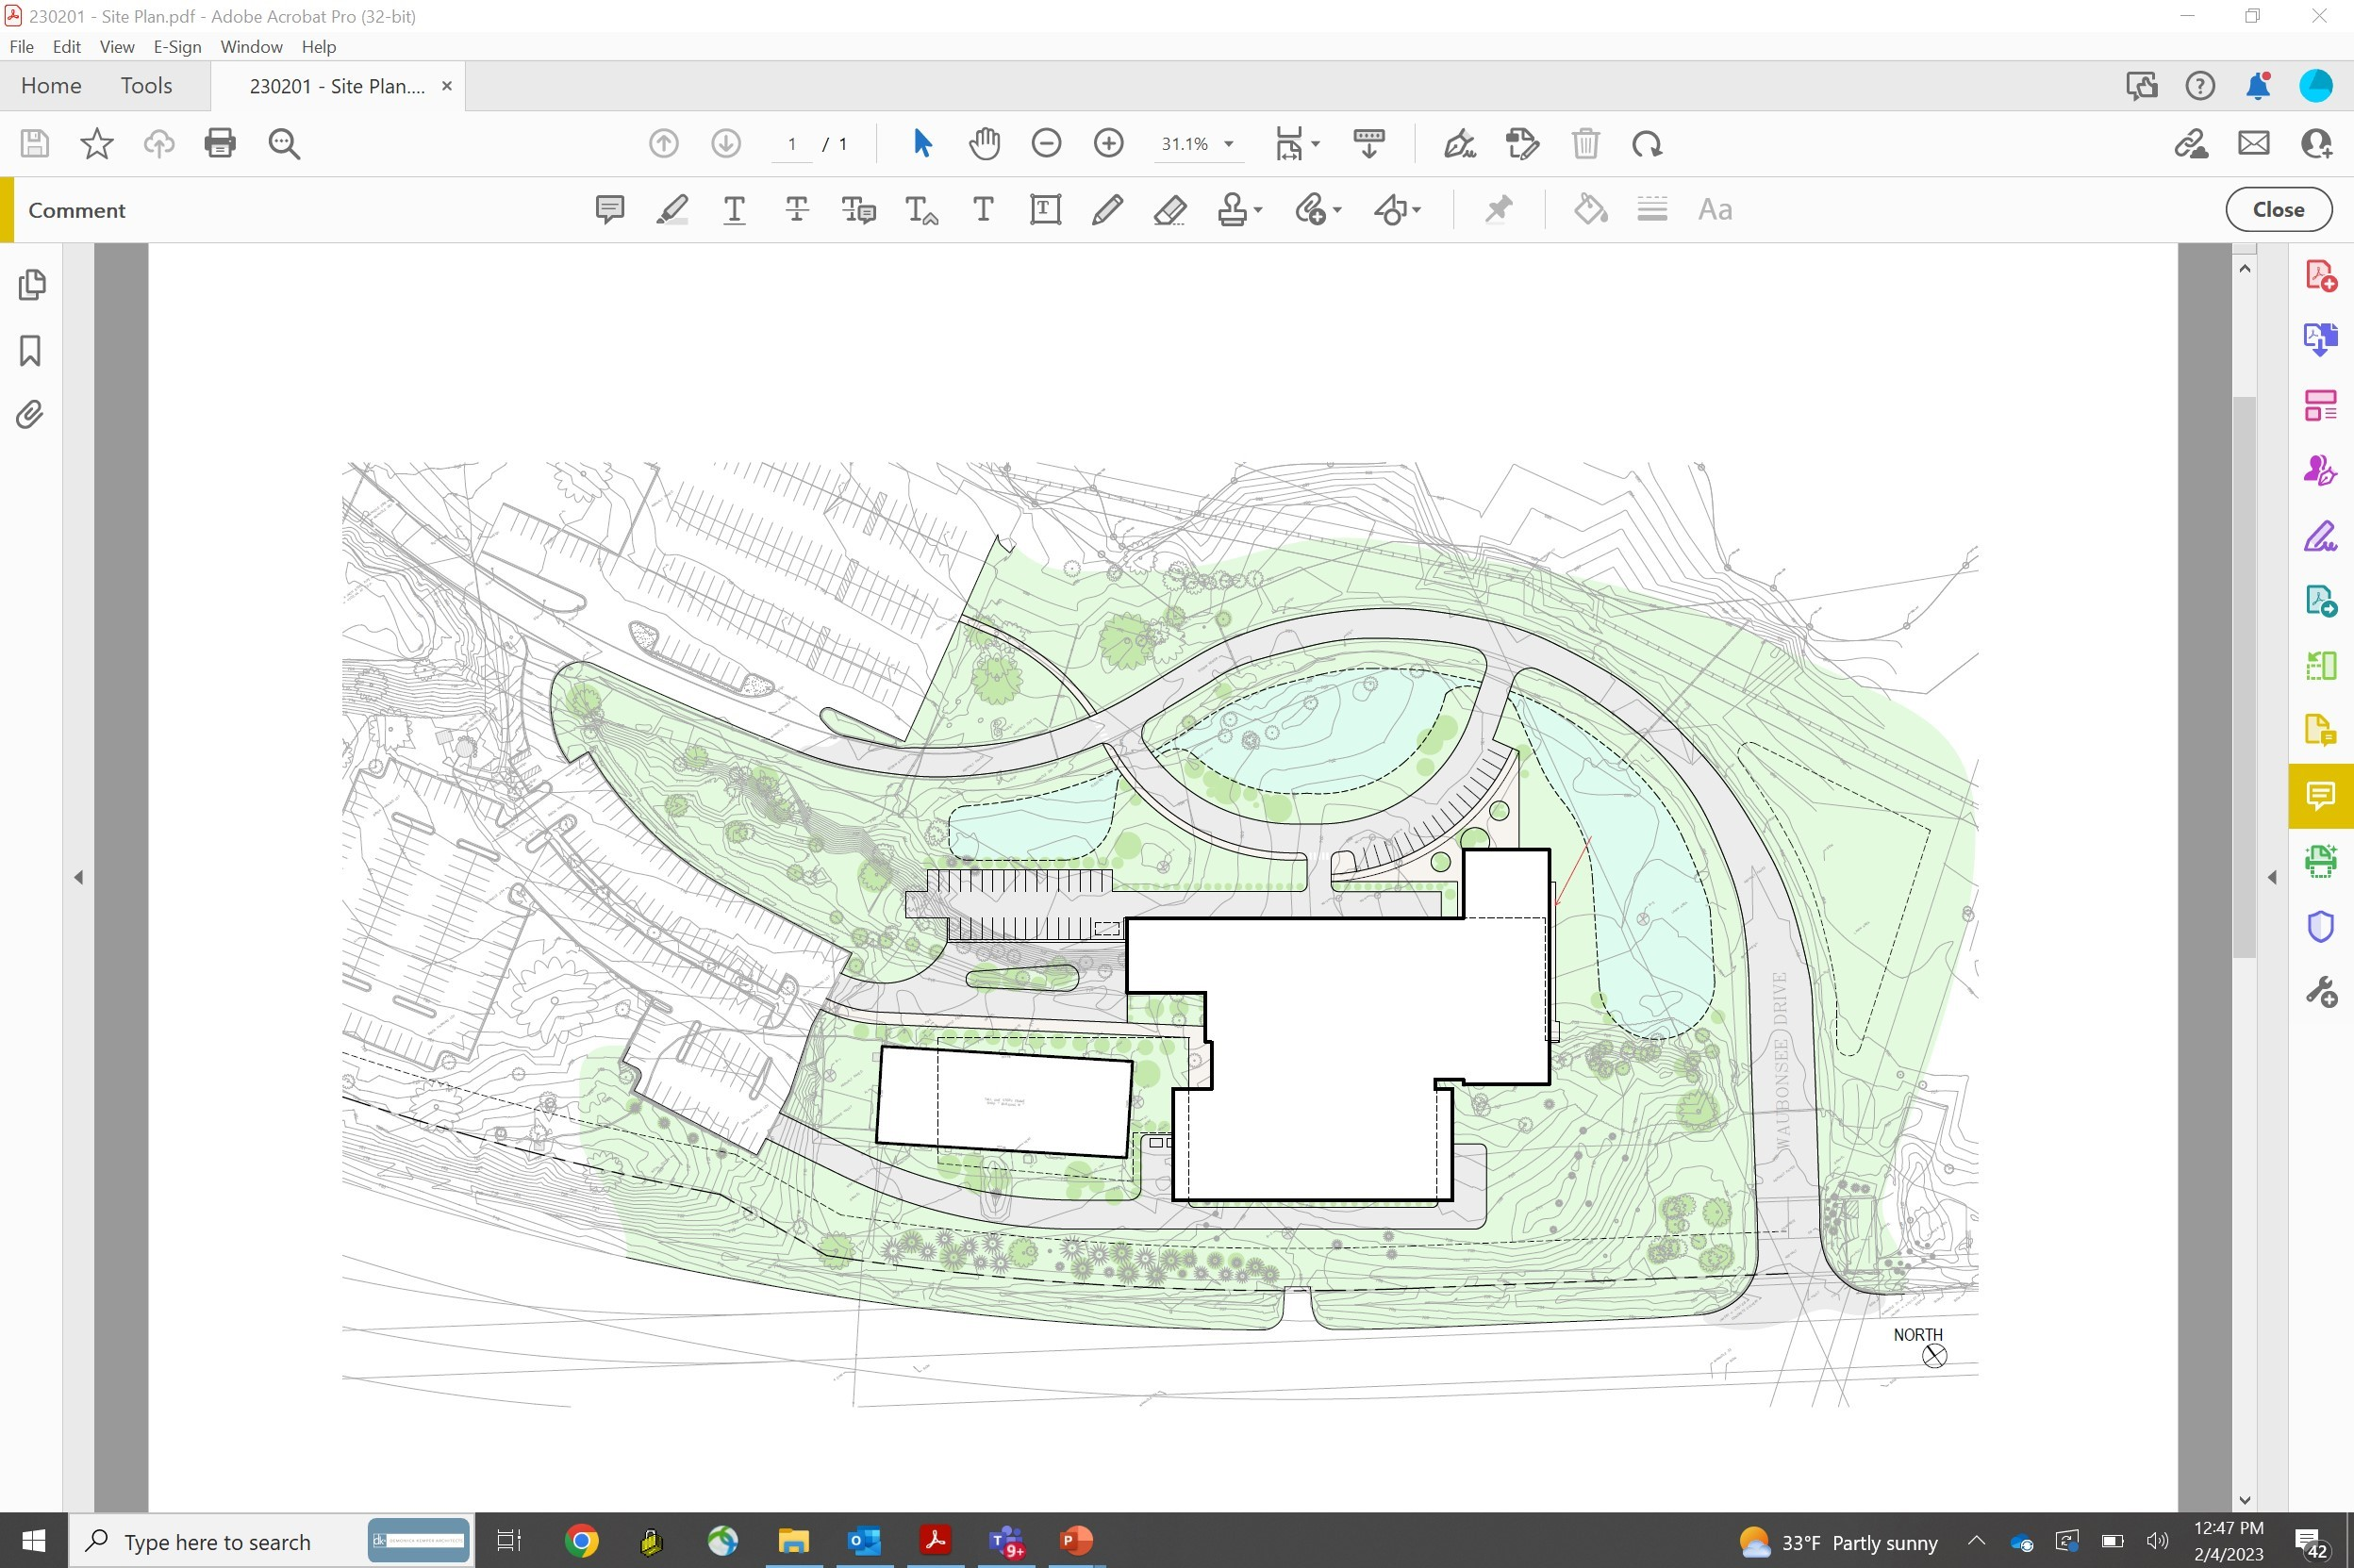 230201 - Site Plan.pdf - Adobe Acrobat Pro (32-bit)
File Edit View E-Sign Window Help
Home Tools 230201 - Site Plan.... ×
1 / 1 31.1%
Comment Aa Close
WAUBONSEE DRIVE
NORTH
Type here to search
9+
33°F Partly sunny
12:47 PM
2/4/2023
42